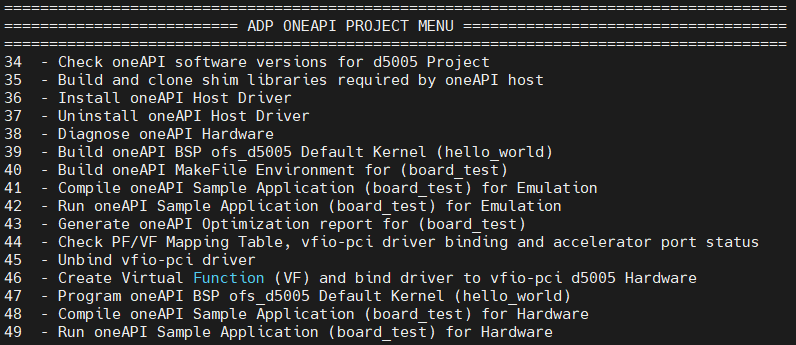 =======================================================================================
========================== ADP ONEAPI PROJECT MENU ====================================
=======================================================================================
34  - Check oneAPI software versions for d5005 Project
35  - Build and clone shim libraries required by oneAPI host
36  - Install oneAPI Host Driver
37  - Uninstall oneAPI Host Driver
38  - Diagnose oneAPI Hardware
39  - Build oneAPI BSP ofs_d5005 Default Kernel (hello_world)
40  - Build oneAPI MakeFile Environment for (board_test)
41  - Compile oneAPI Sample Application (board_test) for Emulation
42  - Run oneAPI Sample Application (board_test) for Emulation
43  - Generate oneAPI Optimization report for (board_test)
44  - Check PF/VF Mapping Table, vfio-pci driver binding and accelerator port status
45  - Unbind vfio-pci driver
46  - Create Virtual Function (VF) and bind driver to vfio-pci d5005 Hardware
47  - Program oneAPI BSP ofs_d5005 Default Kernel (hello_world)
48  - Compile oneAPI Sample Application (board_test) for Hardware
49  - Run oneAPI Sample Application (board_test) for Hardware